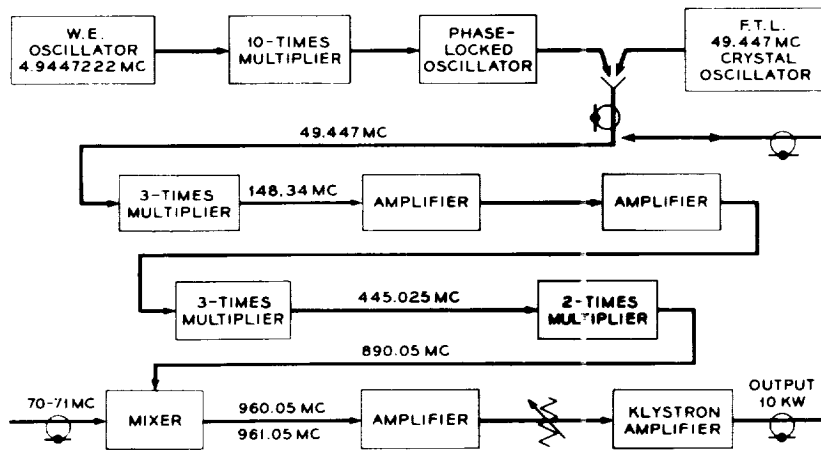 W.E.
OSCILLATOR
4.9447222 MC
10-TIMES
MULTIPLIER
PHASE-
LOCKED
OSCILLATOR
F.T.L.
49.447 MC
CRYSTAL
OSCILLATOR
49.447 MC
3-TIMES
MULTIPLIER
148.34 MC
AMPLIFIER
AMPLIFIER
3-TIMES
MULTIPLIER
445.025 MC
2-TIMES
MULTIPLIER
890.05 MC
70-71 MC
MIXER
960.05 MC
961.05 MC
AMPLIFIER
KLYSTRON
AMPLIFIER
OUTPUT
10 KW